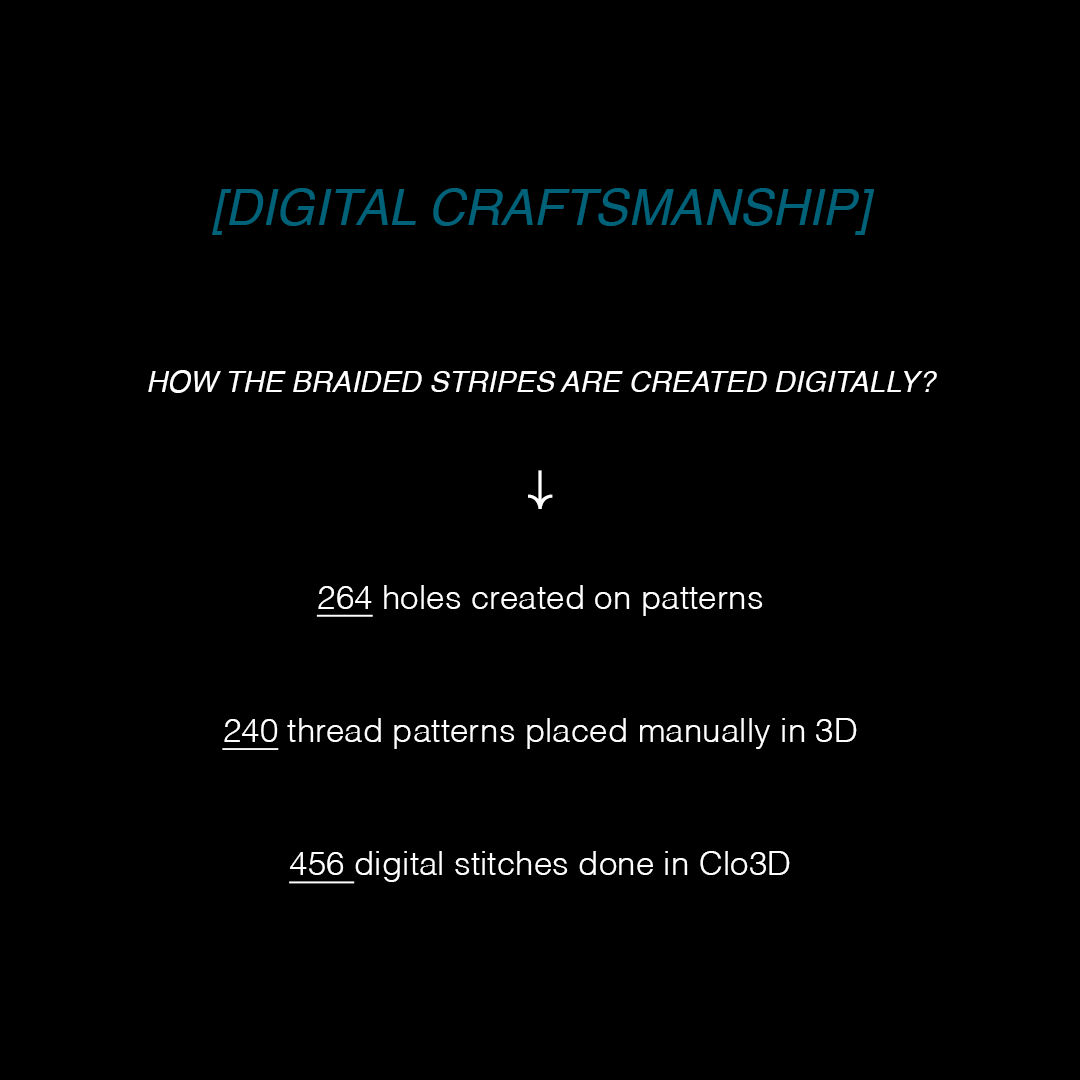 [DIGITAL CRAFTSMANSHIP]
HOW THE BRAIDED STRIPES ARE CREATED DIGITALLY?
↓
264 holes created on patterns
240 thread patterns placed manually in 3D
456 digital stitches done in Clo3D